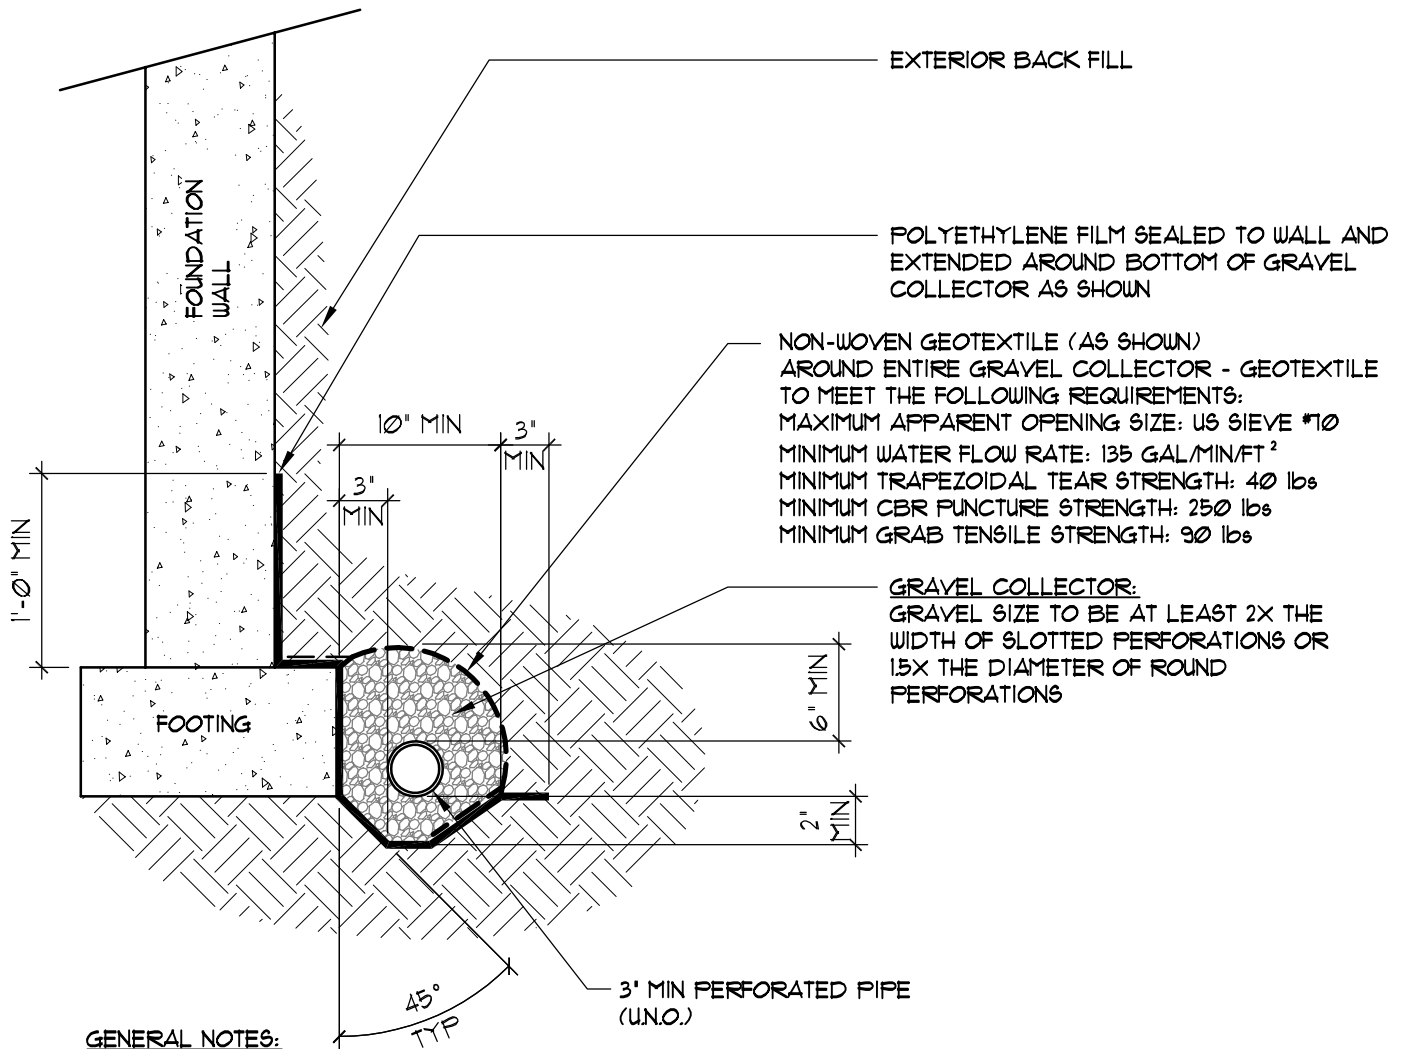 EXTERIOR BACK FILL
FOUNDATION
WALL
POLYETHYLENE FILM SEALED TO WALL AND
EXTENDED AROUND BOTTOM OF GRAVEL
COLLECTOR AS SHOWN
NON-WOVEN GEOTEXTILE (AS SHOWN)
AROUND ENTIRE GRAVEL COLLECTOR - GEOTEXTILE
TO MEET THE FOLLOWING REQUIREMENTS:
MAXIMUM APPARENT OPENING SIZE: US SIEVE #70
MINIMUM WATER FLOW RATE: 135 GAL/MIN/FT²
MINIMUM TRAPEZOIDAL TEAR STRENGTH: 40 lbs
MINIMUM CBR PUNCTURE STRENGTH: 250 lbs
MINIMUM GRAB TENSILE STRENGTH: 90 lbs
10" MIN
3"
MIN
3"
MIN
1'-0" MIN
GRAVEL COLLECTOR:
GRAVEL SIZE TO BE AT LEAST 2X THE
WIDTH OF SLOTTED PERFORATIONS OR
1.5X THE DIAMETER OF ROUND
PERFORATIONS
6" MIN
FOOTING
2"
MIN
3" MIN PERFORATED PIPE
(U.N.O.)
45°
TYP
GENERAL NOTES: